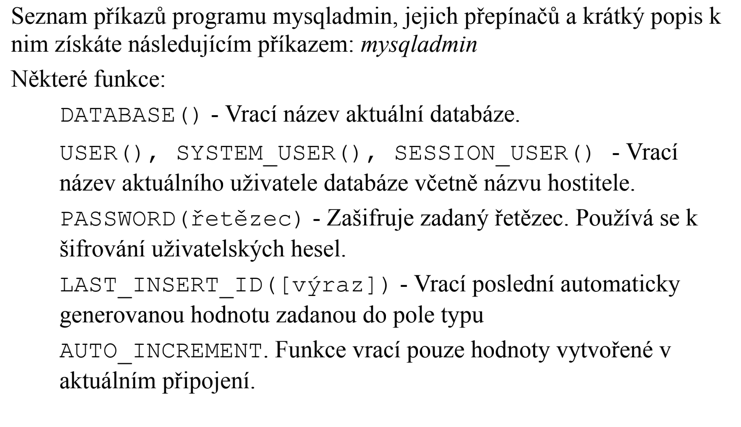 Seznam příkazů programu mysqladmin, jejich přepínačů a krátký popis k
nim získáte následujícím příkazem: mysqladmin
Některé funkce:
DATABASE() - Vrací název aktuální databáze.
USER(), SYSTEM_USER(), SESSION_USER() - Vrací
název aktuálního uživatele databáze včetně názvu hostitele.
PASSWORD(řetězec) - Zašifruje zadaný řetězec. Používá se k
šifrování uživatelských hesel.
LAST_INSERT_ID([výraz]) - Vrací poslední automaticky
generovanou hodnotu zadanou do pole typu
AUTO_INCREMENT. Funkce vrací pouze hodnoty vytvořené v
aktuálním připojení.